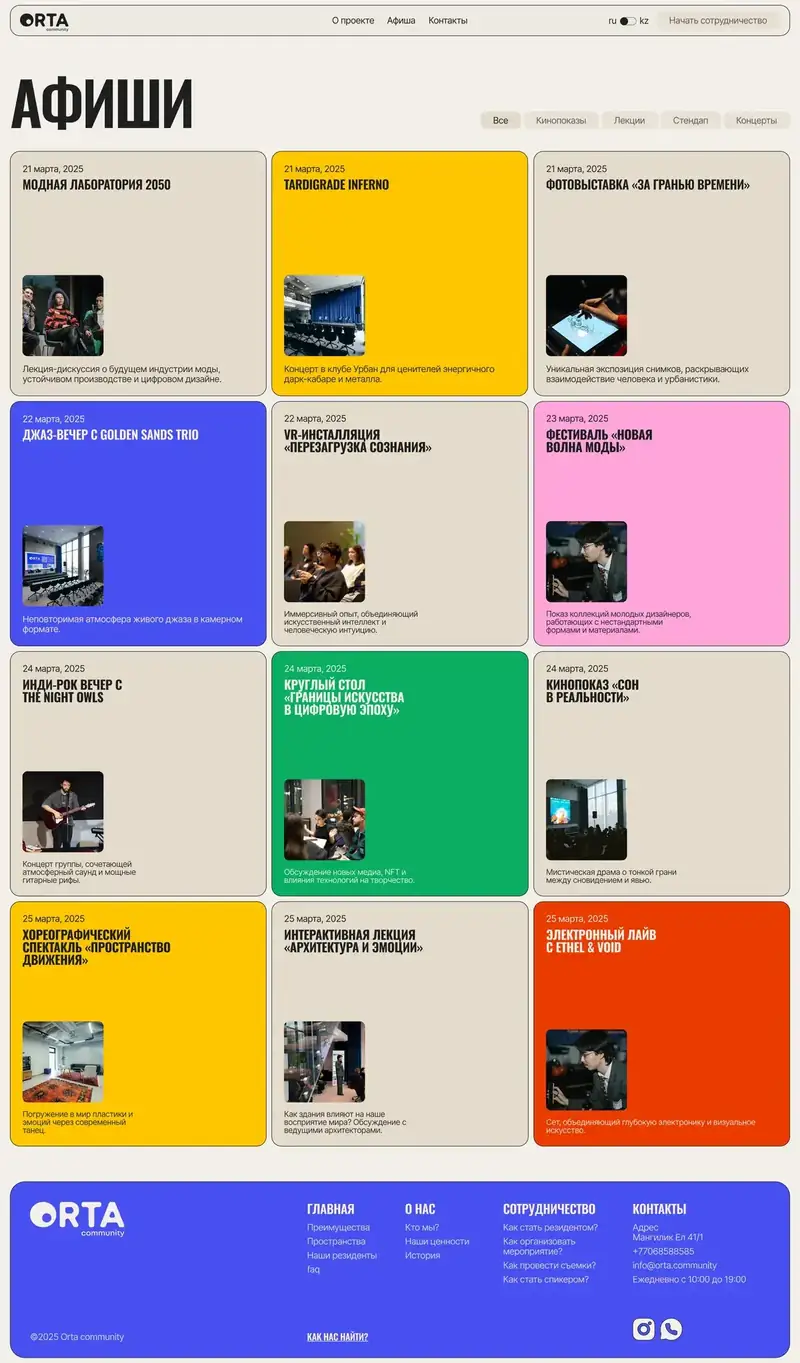 ORTA
community
О проекте Афиша Контакты
ru kz
Начать сотрудничество
АФИШИ
Все Кинопоказы Лекции Стендап Концерты
21 марта, 2025
МОДНАЯ ЛАБОРАТОРИЯ 2050
Лекция-дискуссия о будущем индустрии моды,
устойчивом производстве и цифровом дизайне.
21 марта, 2025
TARDIGRADE INFERNO
Концерт в клубе Урбан для ценителей энергичного
дарк-кабаре и металла.
21 марта, 2025
ФОТОВЫСТАВКА «ЗА ГРАНЬЮ ВРЕМЕНИ»
Уникальная экспозиция снимков, раскрывающих
взаимодействие человека и урбанистики.
22 марта, 2025
ДЖАЗ-ВЕЧЕР С GOLDEN SANDS TRIO
ORTA
Неповторимая атмосфера живого джаза в камерном
формате.
22 марта, 2025
VR-ИНСТАЛЛЯЦИЯ
«ПЕРЕЗАГРУЗКА СОЗНАНИЯ»
Иммерсивный опыт, объединяющий
искусственный интеллект и
человеческую интуицию.
23 марта, 2025
ФЕСТИВАЛЬ «НОВАЯ
ВОЛНА МОДЫ»
Показ коллекций молодых дизайнеров,
работающих с нестандартными
формами и материалами.
24 марта, 2025
ИНДИ-РОК ВЕЧЕР С
THE NIGHT OWLS
Концерт группы, сочетающей
атмосферный саунд и мощные
гитарные рифы.
24 марта, 2025
КРУГЛЫЙ СТОЛ
«ГРАНИЦЫ ИСКУССТВА
В ЦИФРОВУЮ ЭПОХУ»
Обсуждение новых медиа, NFT и
влияния технологий на творчество.
24 марта, 2025
КИНОПОКАЗ «СОН
В РЕАЛЬНОСТИ»
Мистическая драма о тонкой грани
между сновидением и явью.
25 марта, 2025
ХОРЕОГРАФИЧЕСКИЙ
СПЕКТАКЛЬ «ПРОСТРАНСТВО
ДВИЖЕНИЯ»
Погружение в мир пластики и
эмоций через современный
танец.
25 марта, 2025
ИНТЕРАКТИВНАЯ ЛЕКЦИЯ
«АРХИТЕКТУРА И ЭМОЦИИ»
Как здания влияют на наше
восприятие мира? Обсуждение с
ведущими архитекторами.
25 марта, 2025
ЭЛЕКТРОННЫЙ ЛАЙВ
С ETHEL & VOID
Сет, объединяющий глубокую электронику и визуальное
искусство.
ORTA
community
©2025 Orta community
ГЛАВНАЯ
Преимущества
Пространства
Наши резиденты
faq
КАК НАС НАЙТИ?
О НАС
Кто мы?
Наши ценности
История
СОТРУДНИЧЕСТВО
Как стать резидентом?
Как организовать
мероприятие?
Как провести съемки?
Как стать спикером?
КОНТАКТЫ
Адрес
Мангилик Ел 41/1
+77068588585
info@orta.community
Ежедневно с 10:00 до 19:00